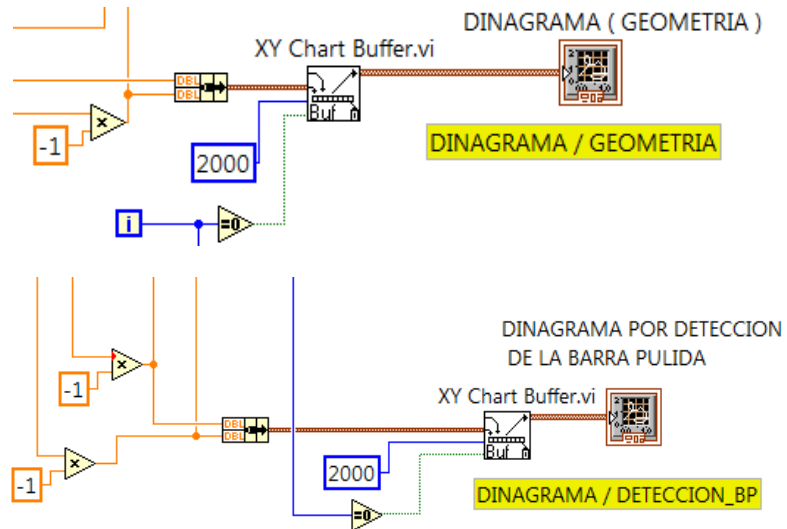 DINAGRAMA ( GEOMETRIA )
XY Chart Buffer.vi
DBL
DBL
x
-1
Buf
2000
DINAGRAMA / GEOMETRIA
i
=0
DINAGRAMA POR DETECCION
DE LA BARRA PULIDA
x
-1
XY Chart Buffer.vi
DBL
DBL
x
-1
Buf
2000
DINAGRAMA / DETECCION_BP
=0